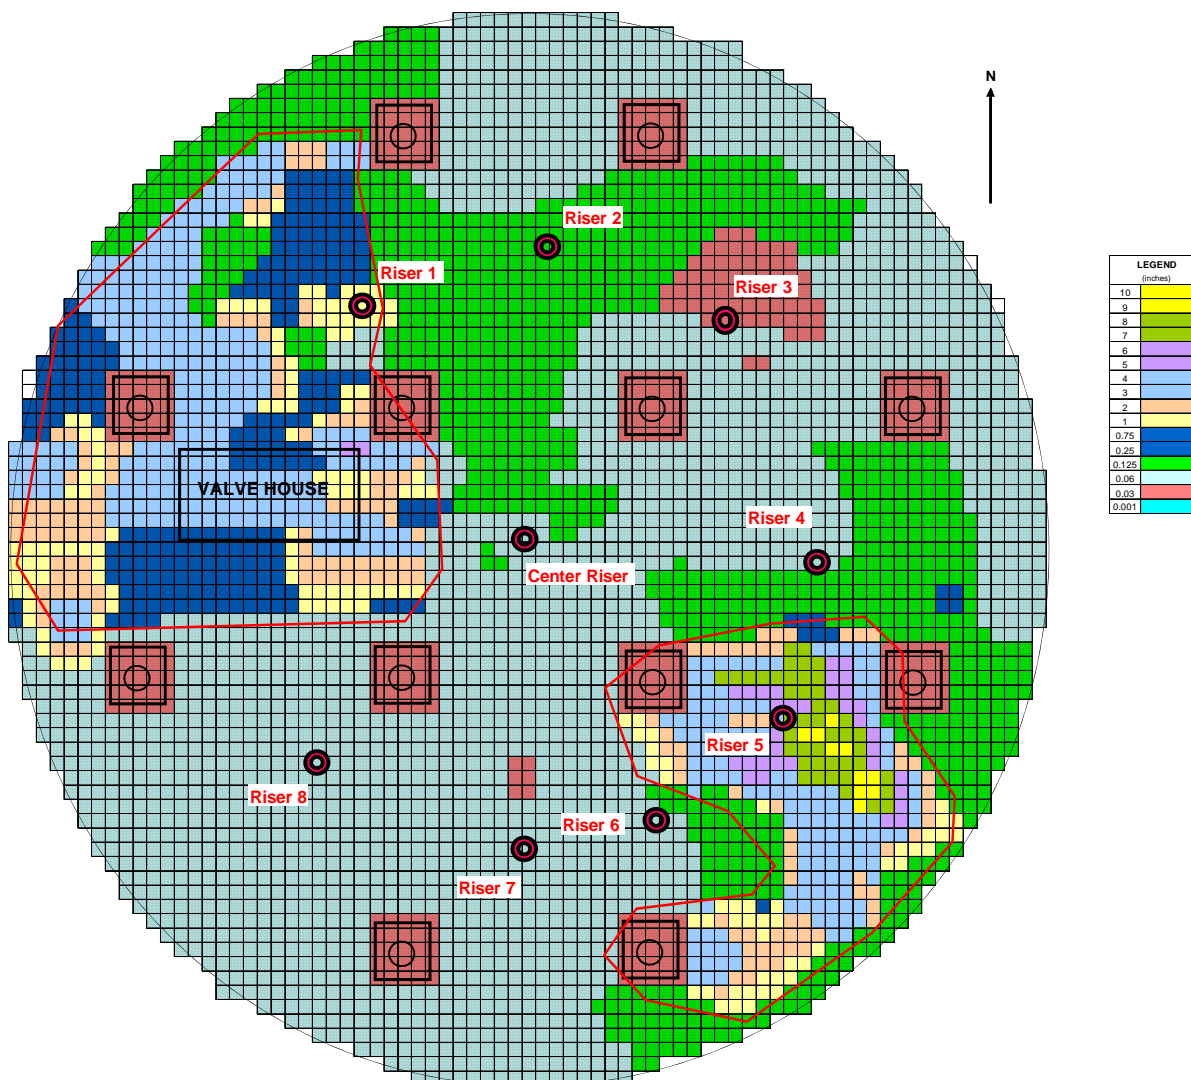 N
Riser 2
Riser 1
Riser 3
LEGEND
(inches)
10
9
8
7
6
5
4
3
2
1
0.75
0.25
0.125
0.06
0.03
0.001
VALVE HOUSE
Riser 4
Center Riser
Riser 5
Riser 8
Riser 6
Riser 7